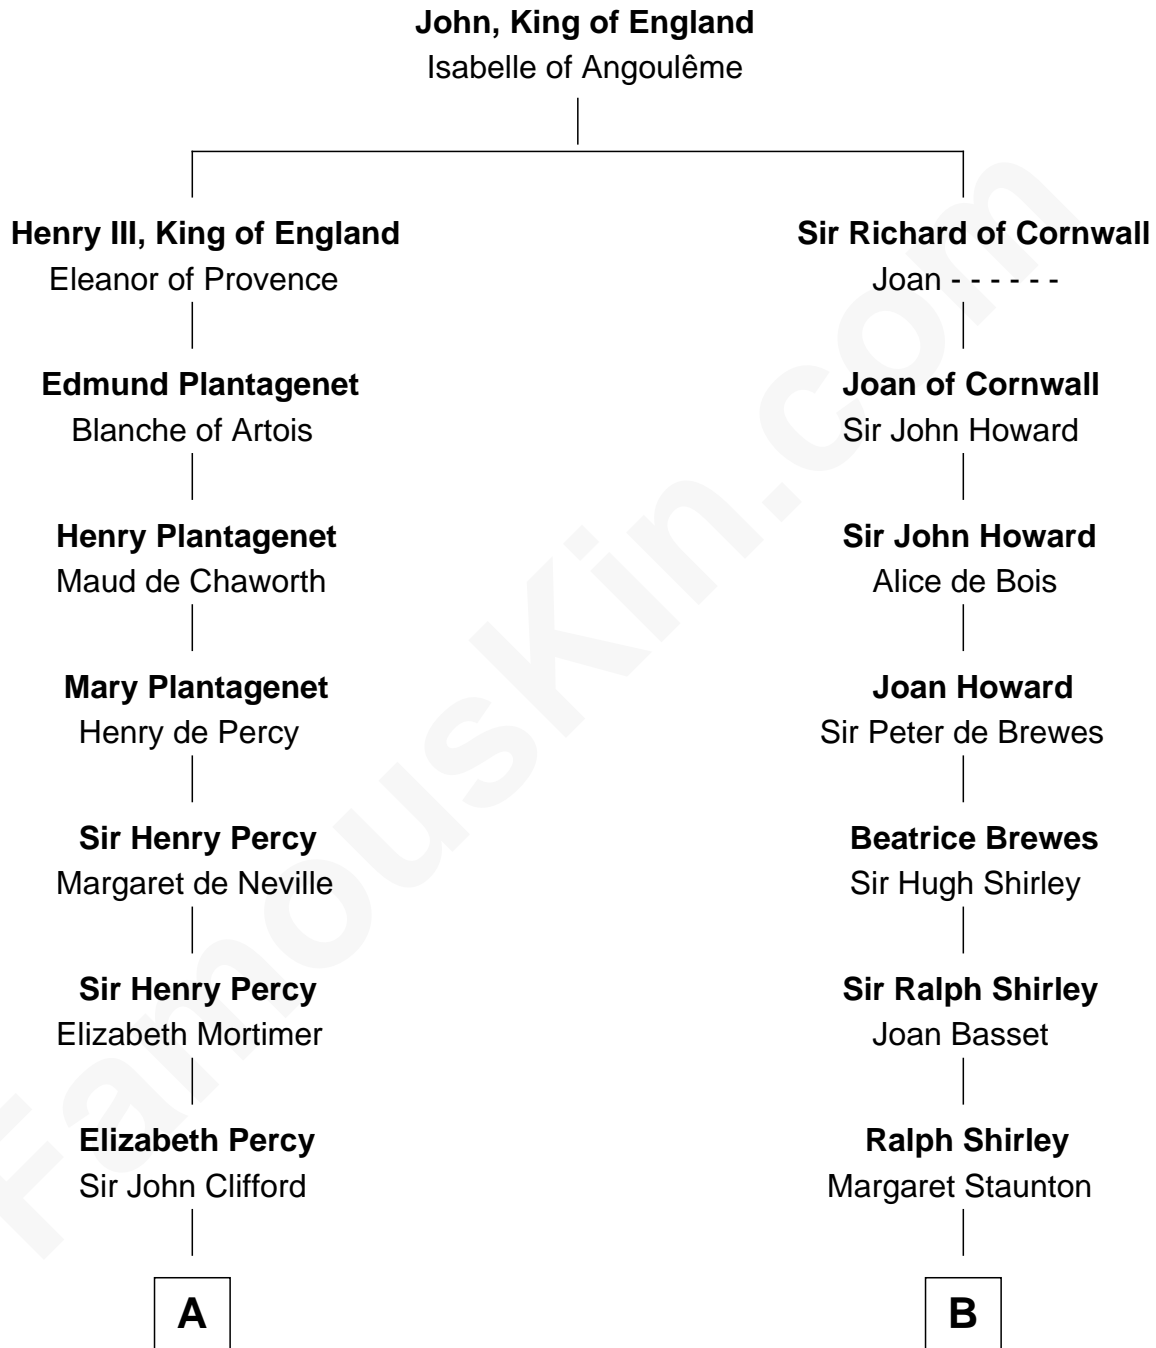 John, King of England
Isabelle of Angoulême
Henry III, King of England
Eleanor of Provence
Sir Richard of Cornwall
Joan - - - - - -
Edmund Plantagenet
Blanche of Artois
Joan of Cornwall
Sir John Howard
Henry Plantagenet
Maud de Chaworth
Sir John Howard
Alice de Bois
Mary Plantagenet
Henry de Percy
Joan Howard
Sir Peter de Brewes
Sir Henry Percy
Margaret de Neville
Beatrice Brewes
Sir Hugh Shirley
Sir Henry Percy
Elizabeth Mortimer
Sir Ralph Shirley
Joan Basset
Elizabeth Percy
Sir John Clifford
Ralph Shirley
Margaret Staunton
A
B
FamousKin.com